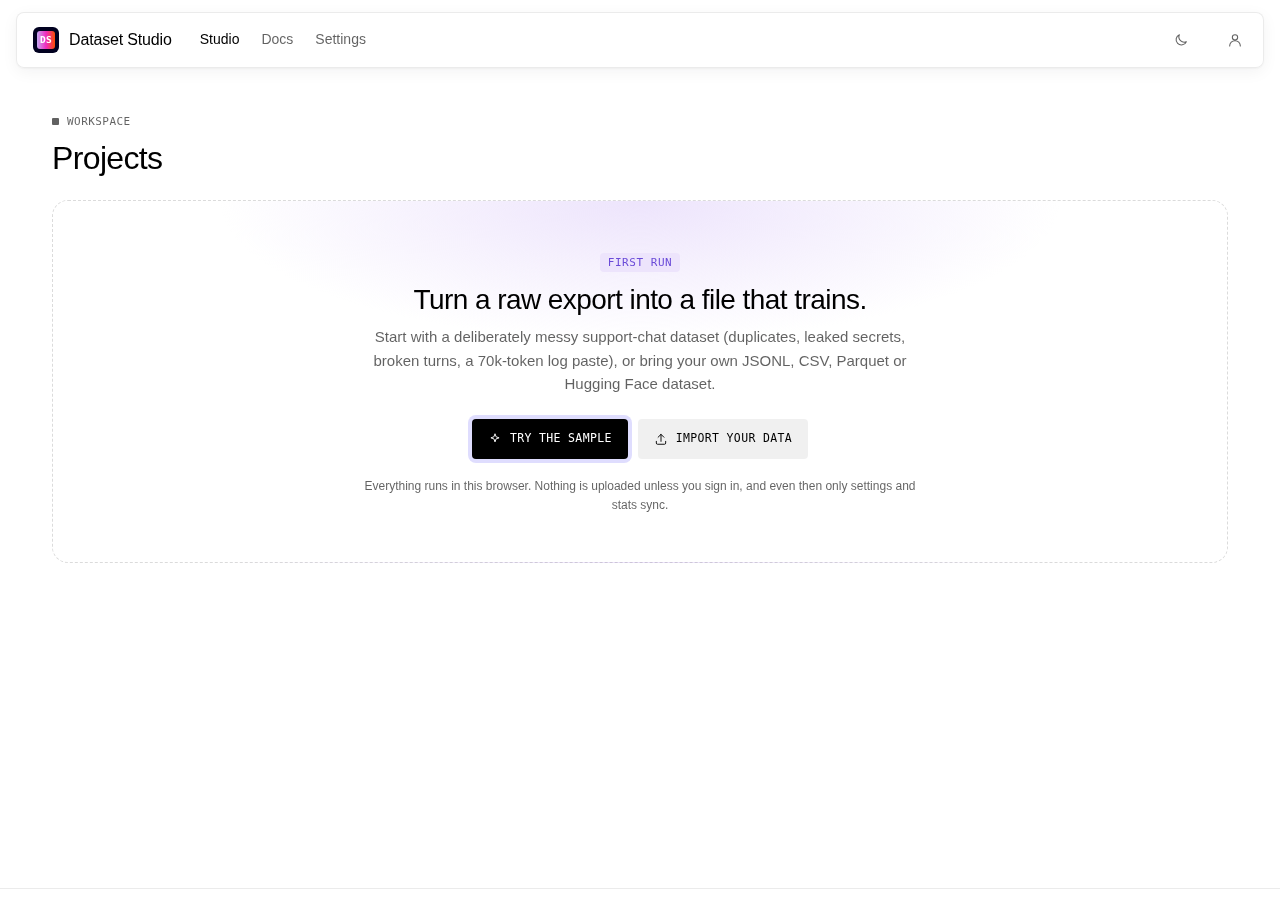 DS
Dataset Studio
Studio
Docs
Settings
WORKSPACE
Projects
FIRST RUN
Turn a raw export into a file that trains.
Start with a deliberately messy support-chat dataset (duplicates, leaked secrets,
broken turns, a 70k-token log paste), or bring your own JSONL, CSV, Parquet or
Hugging Face dataset.
TRY THE SAMPLE
IMPORT YOUR DATA
Everything runs in this browser. Nothing is uploaded unless you sign in, and even then only settings and
stats sync.